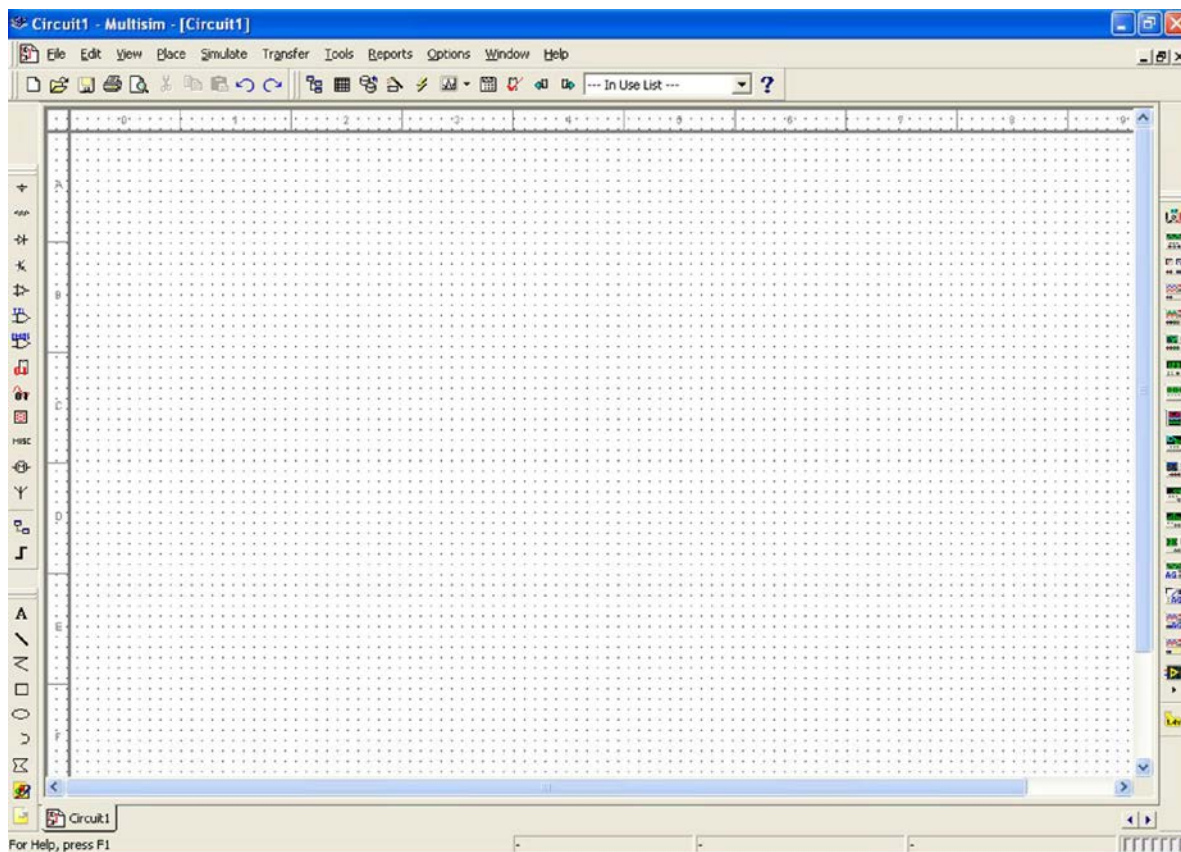 Circuit1 - Multisim - [Circuit1]
File Edit View Place Simulate Transfer Tools Reports Options Window Help
--- In Use List --- ?
0 1 2 3 4 5 6 7 8 9
A
B
C
D
E
F
MISC
A
Circuit1
For Help, press F1